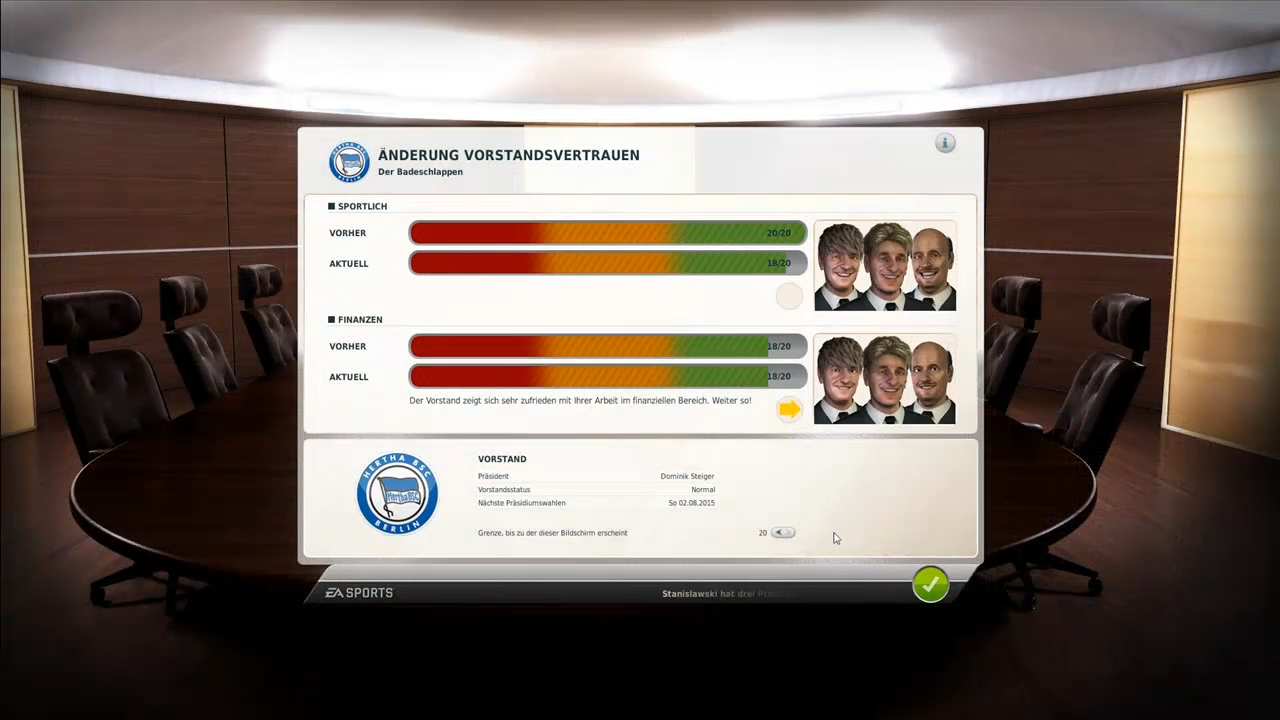 ÄNDERUNG VORSTANDSVERTRAUEN
Der Badeschlappen
SPORTLICH
VORHER 20/20
AKTUELL 18/20
FINANZEN
VORHER 18/20
AKTUELL 18/20
Der Vorstand zeigt sich sehr zufrieden mit Ihrer Arbeit im finanziellen Bereich. Weiter so!
HERTHA BSC
Hertha BSC
BERLIN
VORSTAND
Präsident Dominik Steiger
Vorstandsstatus Normal
Nächste Präsidiumswahlen So 02.08.2015
Grenze, bis zu der dieser Bildschirm erscheint 20
EA SPORTS
Stanislawski hat drei